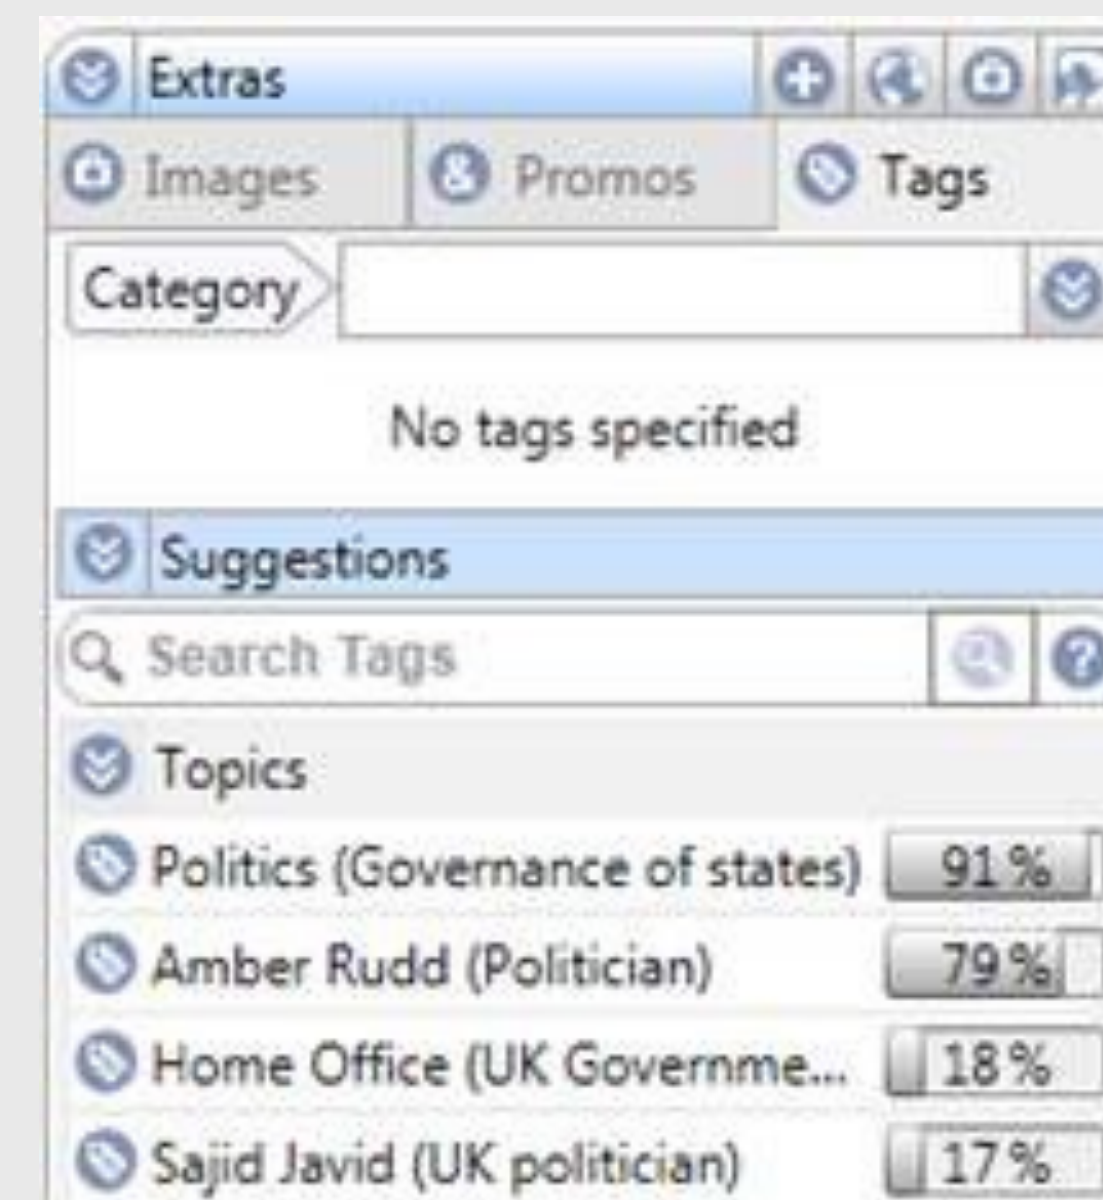 Extras
Images Promos Tags
Category
No tags specified
Suggestions
Search Tags
Topics
Politics (Governance of states) 91%
Amber Rudd (Politician) 79%
Home Office (UK Governme... 18%
Sajid Javid (UK politician) 17%